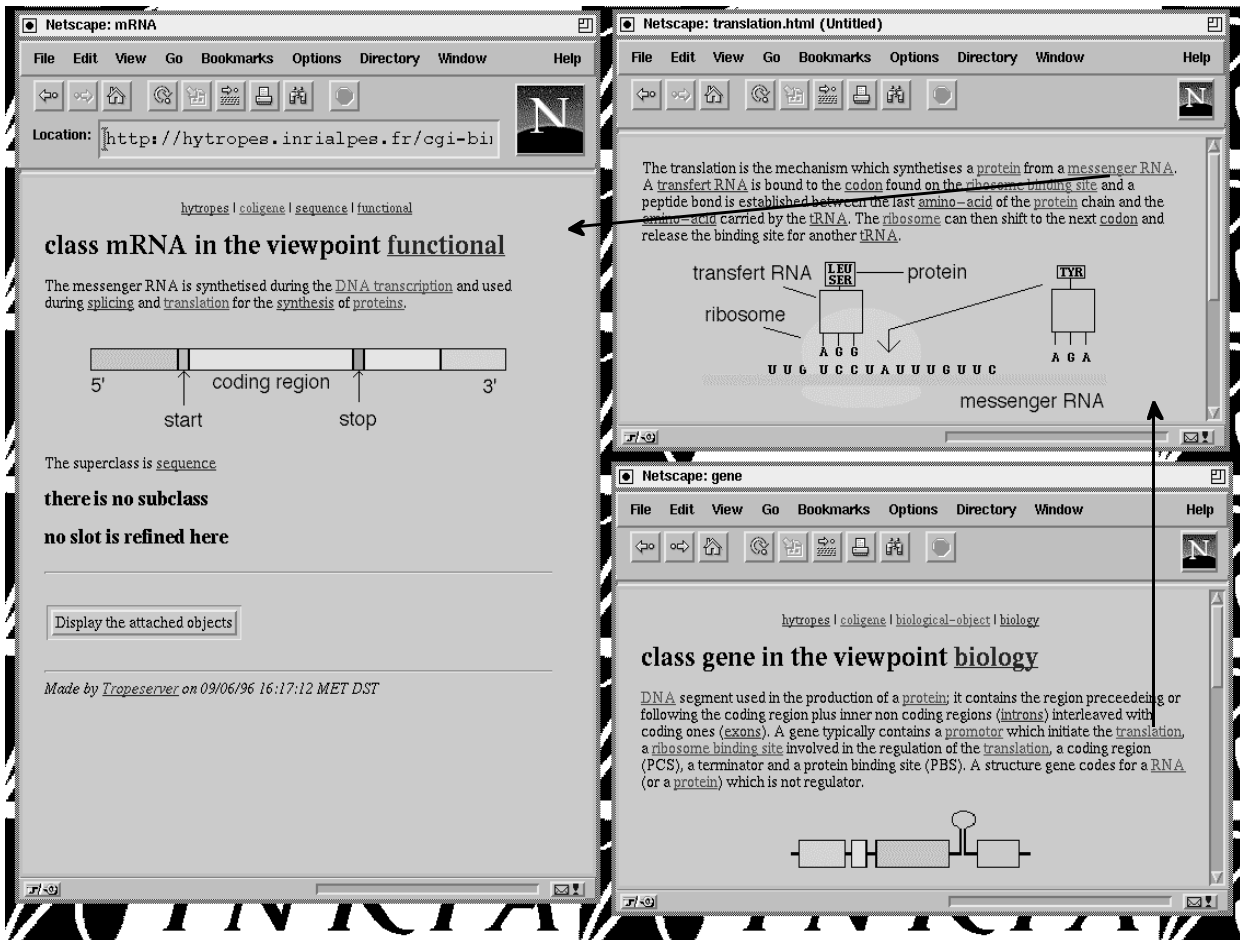 Netscape: mRNA
File Edit View Go Bookmarks Options Directory Window Help
Location: http://hytropes.inrialpes.fr/cgi-bin
N
hytropes | coligene | sequence | functional
class mRNA in the viewpoint functional
The messenger RNA is synthetised during the DNA transcription and used
during splicing and translation for the synthesis of proteins.
5' coding region 3'
start stop
The superclass is sequence
there is no subclass
no slot is refined here
Display the attached objects
Made by Tropeserver on 09/06/96 16:17:12 MET DST
Netscape: translation.html (Untitled)
File Edit View Go Bookmarks Options Directory Window Help
N
The translation is the mechanism which synthetises a protein from a messenger RNA.
A transfert RNA is bound to the codon found on the ribosome binding site and a
peptide bond is established between the last amino-acid of the protein chain and the
amino-acid carried by the tRNA. The ribosome can then shift to the next codon and
release the binding site for another tRNA.
transfert RNA LEU protein TYR
SER
ribosome
A G G A G A
U U G U C C U A U U U G U U C
messenger RNA
Netscape: gene
File Edit View Go Bookmarks Options Directory Window Help
N
hytropes | coligene | biological-object | biology
class gene in the viewpoint biology
DNA segment used in the production of a protein; it contains the region preceedeing or
following the coding region plus inner non coding regions (introns) interleaved with
coding ones (exons). A gene typically contains a promotor which initiate the translation,
a ribosome binding site involved in the regulation of the translation, a coding region
(PCS), a terminator and a protein binding site (PBS). A structure gene codes for a RNA
(or a protein) which is not regulator.
INRIA